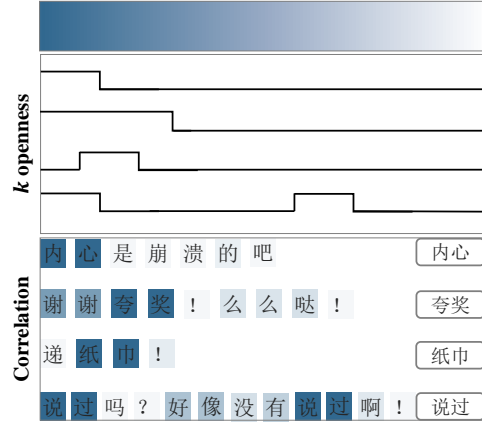 k openness
Correlation
内心是崩溃的吧 内心
谢谢夸奖！么么哒！ 夸奖
递纸巾！ 纸巾
说过吗？好像没有说过啊！ 说过